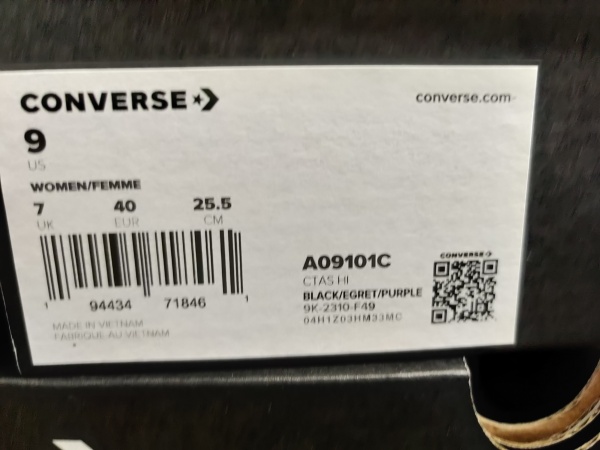 CONVERSE
converse.com
9
US
WOMEN/FEMME
7 40 25.5
UK EUR CM
1 94434 71846 1
MADE IN VIETNAM
FABRIQUE AU VIETNAM
CONVERSE
A09101C
CTAS HI
BLACK/EGRET/PURPLE
9K-2310-F49
04H1Z03HM33MC